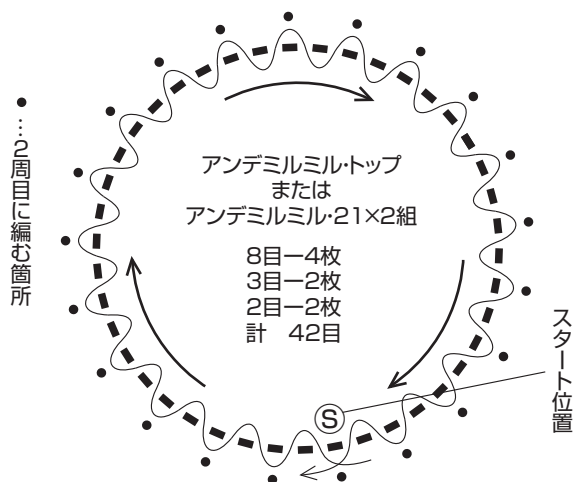 ●…2周目に編む箇所
アンデミルミル・トップ
または
アンデミルミル・21×2組
8目ー4枚
3目ー2枚
2目ー2枚
計　42目
S
スタート位置